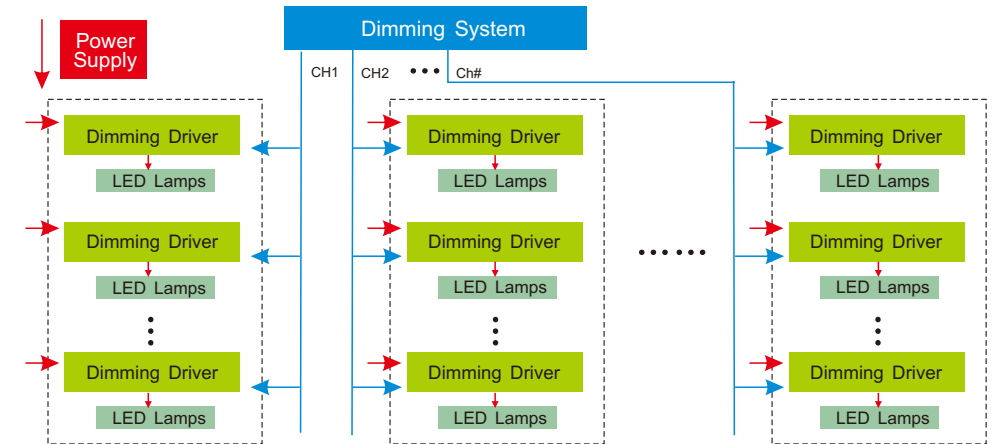 Dimming System
Power
Supply
CH1
CH2
•••
Ch#
Dimming Driver
Dimming Driver
Dimming Driver
LED Lamps
LED Lamps
LED Lamps
Dimming Driver
Dimming Driver
••••••
Dimming Driver
LED Lamps
LED Lamps
LED Lamps
Dimming Driver
Dimming Driver
Dimming Driver
LED Lamps
LED Lamps
LED Lamps